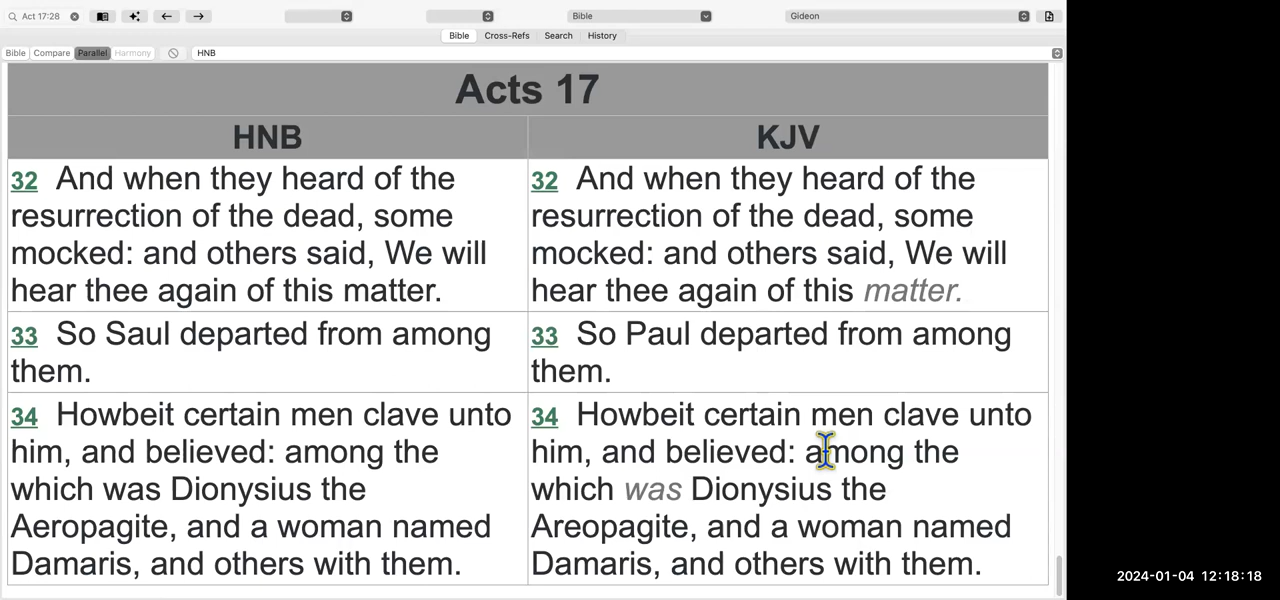 Act 17:28
Bible
Gideon
Bible Cross-Refs Search History
Bible Compare Parallel Harmony HNB
Acts 17
HNB
32 And when they heard of the
resurrection of the dead, some
mocked: and others said, We will
hear thee again of this matter.
33 So Saul departed from among
them.
34 Howbeit certain men clave unto
him, and believed: among the
which was Dionysius the
Aeropagite, and a woman named
Damaris, and others with them.
KJV
32 And when they heard of the
resurrection of the dead, some
mocked: and others said, We will
hear thee again of this matter.
33 So Paul departed from among
them.
34 Howbeit certain men clave unto
him, and believed: among the
which was Dionysius the
Areopagite, and a woman named
Damaris, and others with them.
2024-01-04 12:18:18